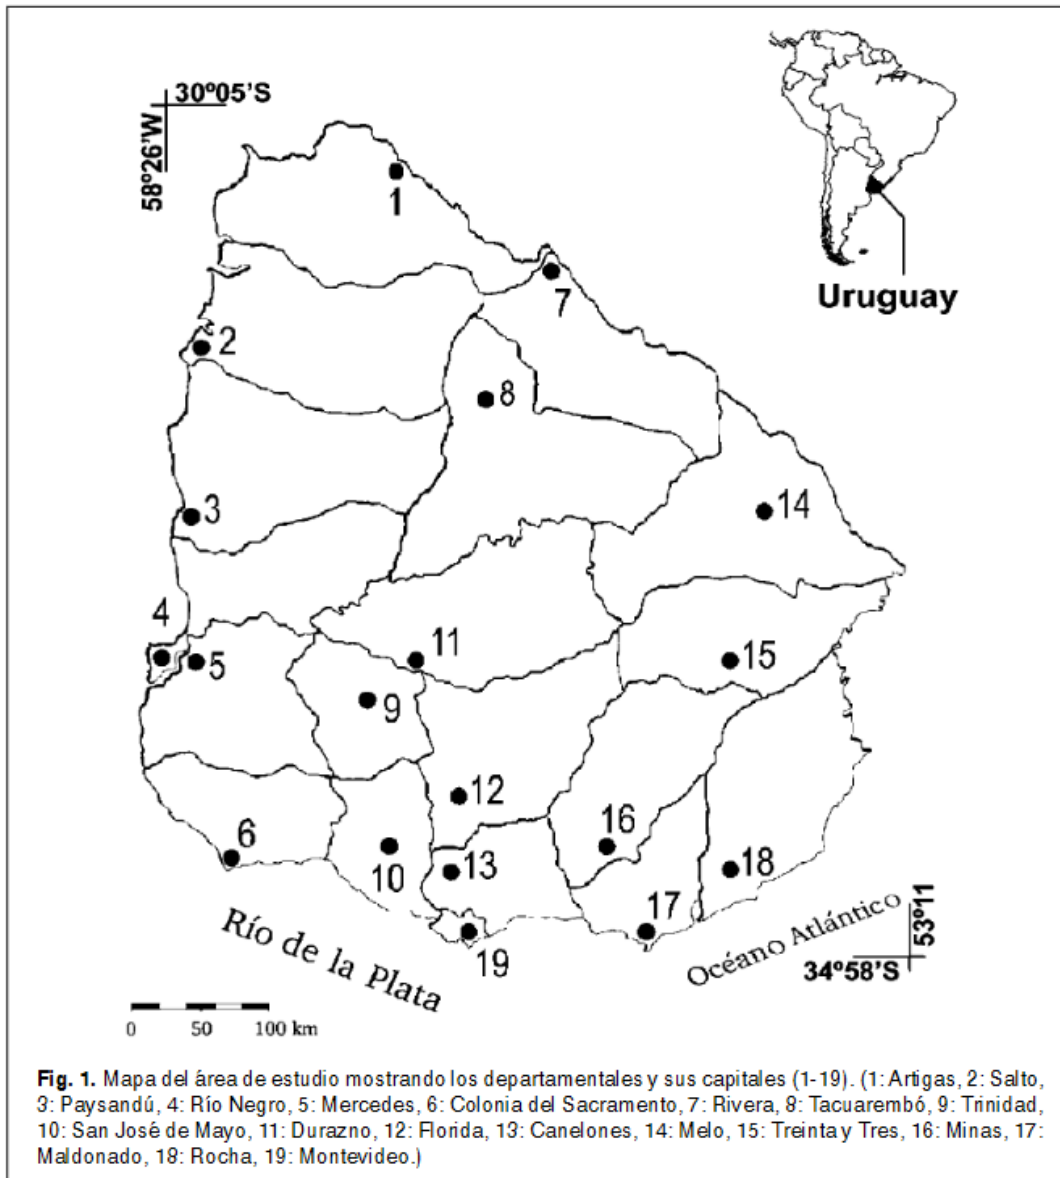 30º05’S
58º26’W
Uruguay
1
7
2
8
3
14
4
5
11
15
9
12
6
10
13
16
18
17
19
Río de la Plata
Océano Atlántico
53º11
34º58’S
0 50 100 km
Fig. 1. Mapa del área de estudio mostrando los departamentales y sus capitales (1-19). (1: Artigas, 2: Salto,
3: Paysandú, 4: Río Negro, 5: Mercedes, 6: Colonia del Sacramento, 7: Rivera, 8: Tacuarembó, 9: Trinidad,
10: San José de Mayo, 11: Durazno, 12: Florida, 13: Canelones, 14: Melo, 15: Treinta y Tres, 16: Minas, 17:
Maldonado, 18: Rocha, 19: Montevideo.)